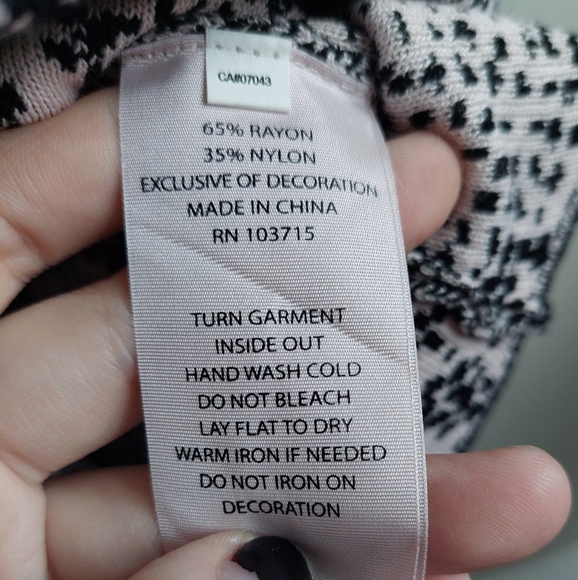 CA#07043
65% RAYON
35% NYLON
EXCLUSIVE OF DECORATION
MADE IN CHINA
RN 103715
TURN GARMENT
INSIDE OUT
HAND WASH COLD
DO NOT BLEACH
LAY FLAT TO DRY
WARM IRON IF NEEDED
DO NOT IRON ON
DECORATION